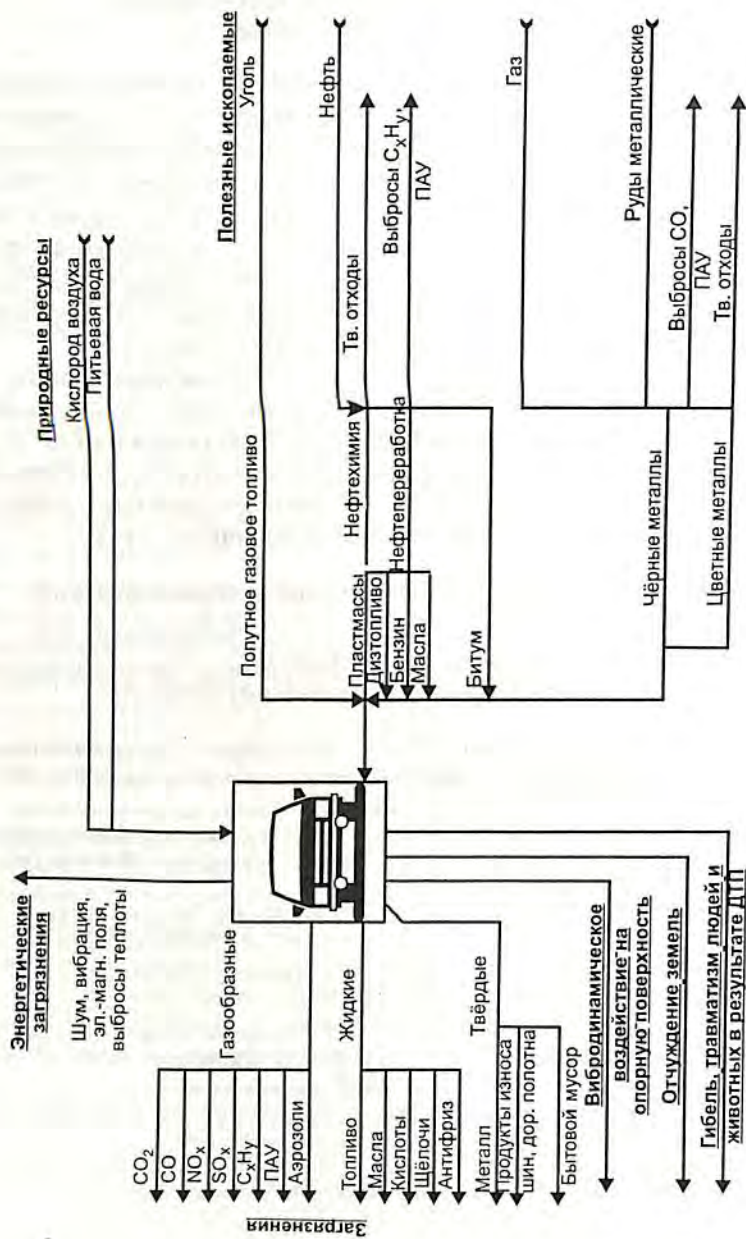 Энергетические
загрязнения
Шум, вибрация,
эл.-магн. поля,
выбросы теплоты
Природные ресурсы
Кислород воздуха
Питьевая вода
Полезные ископаемые
Уголь
Попутное газовое топливо
Нефть
Тв. отходы
Нефтехимия
Выбросы CxHy,
ПАУ
Нефтепереработка
Пластмассы
Дизтопливо
Бензин
Масла
Битум
Газ
Руды металлические
Выбросы CO,
ПАУ
Тв. отходы
Чёрные металлы
Цветные металлы
Загрязнения
Газообразные
CO₂
CO
NOx
SOx
CxHy
ПАУ
Аэрозоли
Жидкие
Топливо
Масла
Кислоты
Щёлочи
Антифриз
Твёрдые
Металл
Продукты износа
шин, дор. полотна
Бытовой мусор
Вибродинамическое
воздействие на
опорную поверхность
Отчуждение земель
Гибель, травматизм людей и
животных в результате ДТП